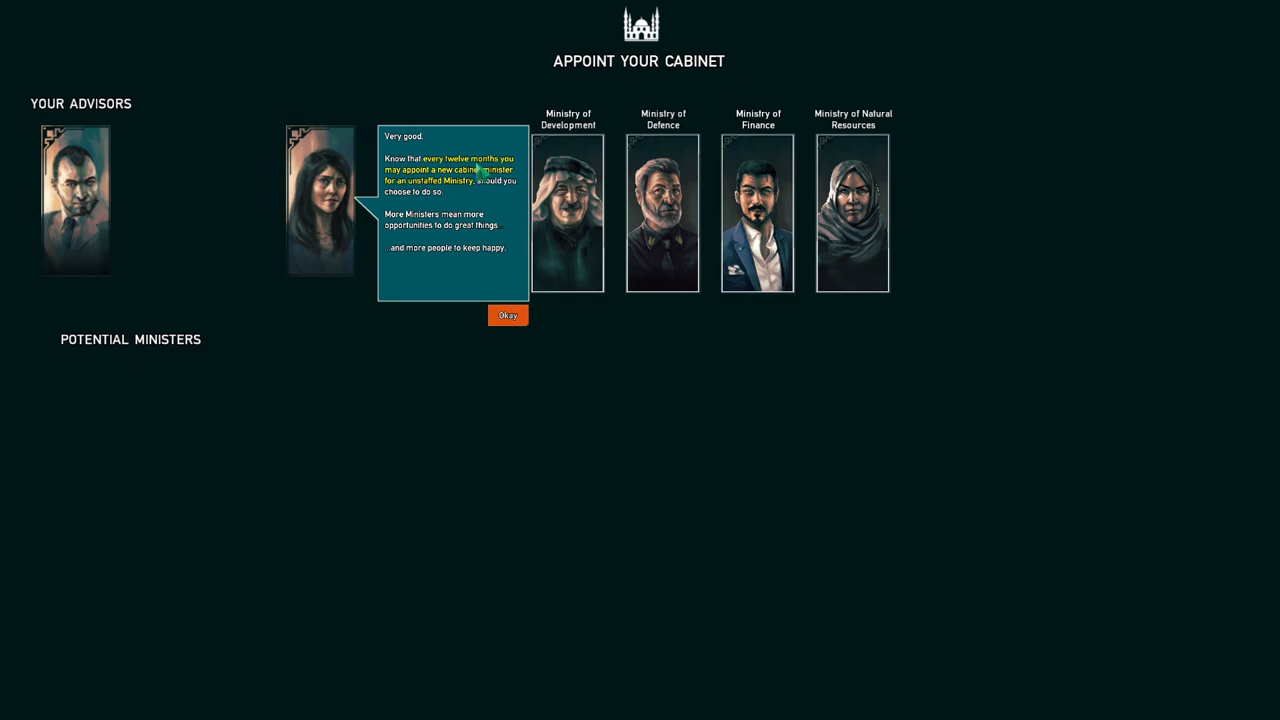 APPOINT YOUR CABINET
YOUR ADVISORS
Very good.
Know that every twelve months you
may appoint a new cabinet minister
for an unstaffed Ministry, should you
choose to do so.
More Ministers mean more
opportunities to do great things...
...and more people to keep happy.
Okay
Ministry of
Development
Ministry of
Defence
Ministry of
Finance
Ministry of Natural
Resources
POTENTIAL MINISTERS